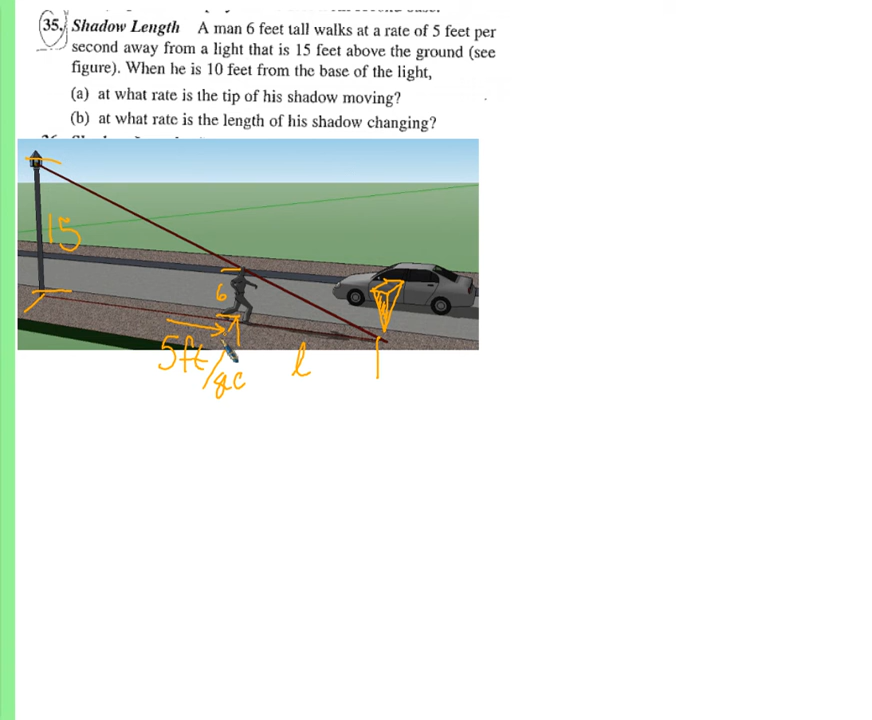 35. Shadow Length A man 6 feet tall walks at a rate of 5 feet per
second away from a light that is 15 feet above the ground (see
figure). When he is 10 feet from the base of the light,
(a) at what rate is the tip of his shadow moving?
(b) at what rate is the length of his shadow changing?
15
6
5ft/sec
l